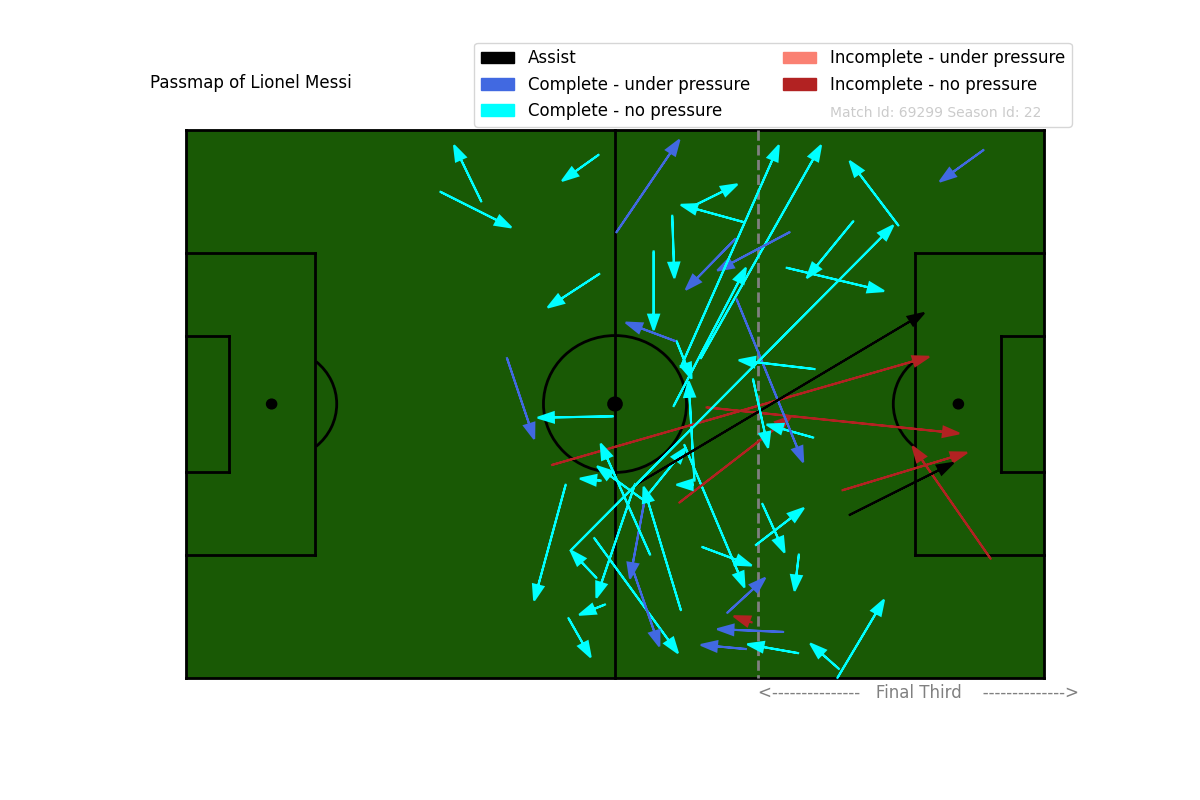 Passmap of Lionel Messi
Assist
Complete - under pressure
Complete - no pressure
Incomplete - under pressure
Incomplete - no pressure
Match Id: 69299 Season Id: 22
<--------------- Final Third -------------->